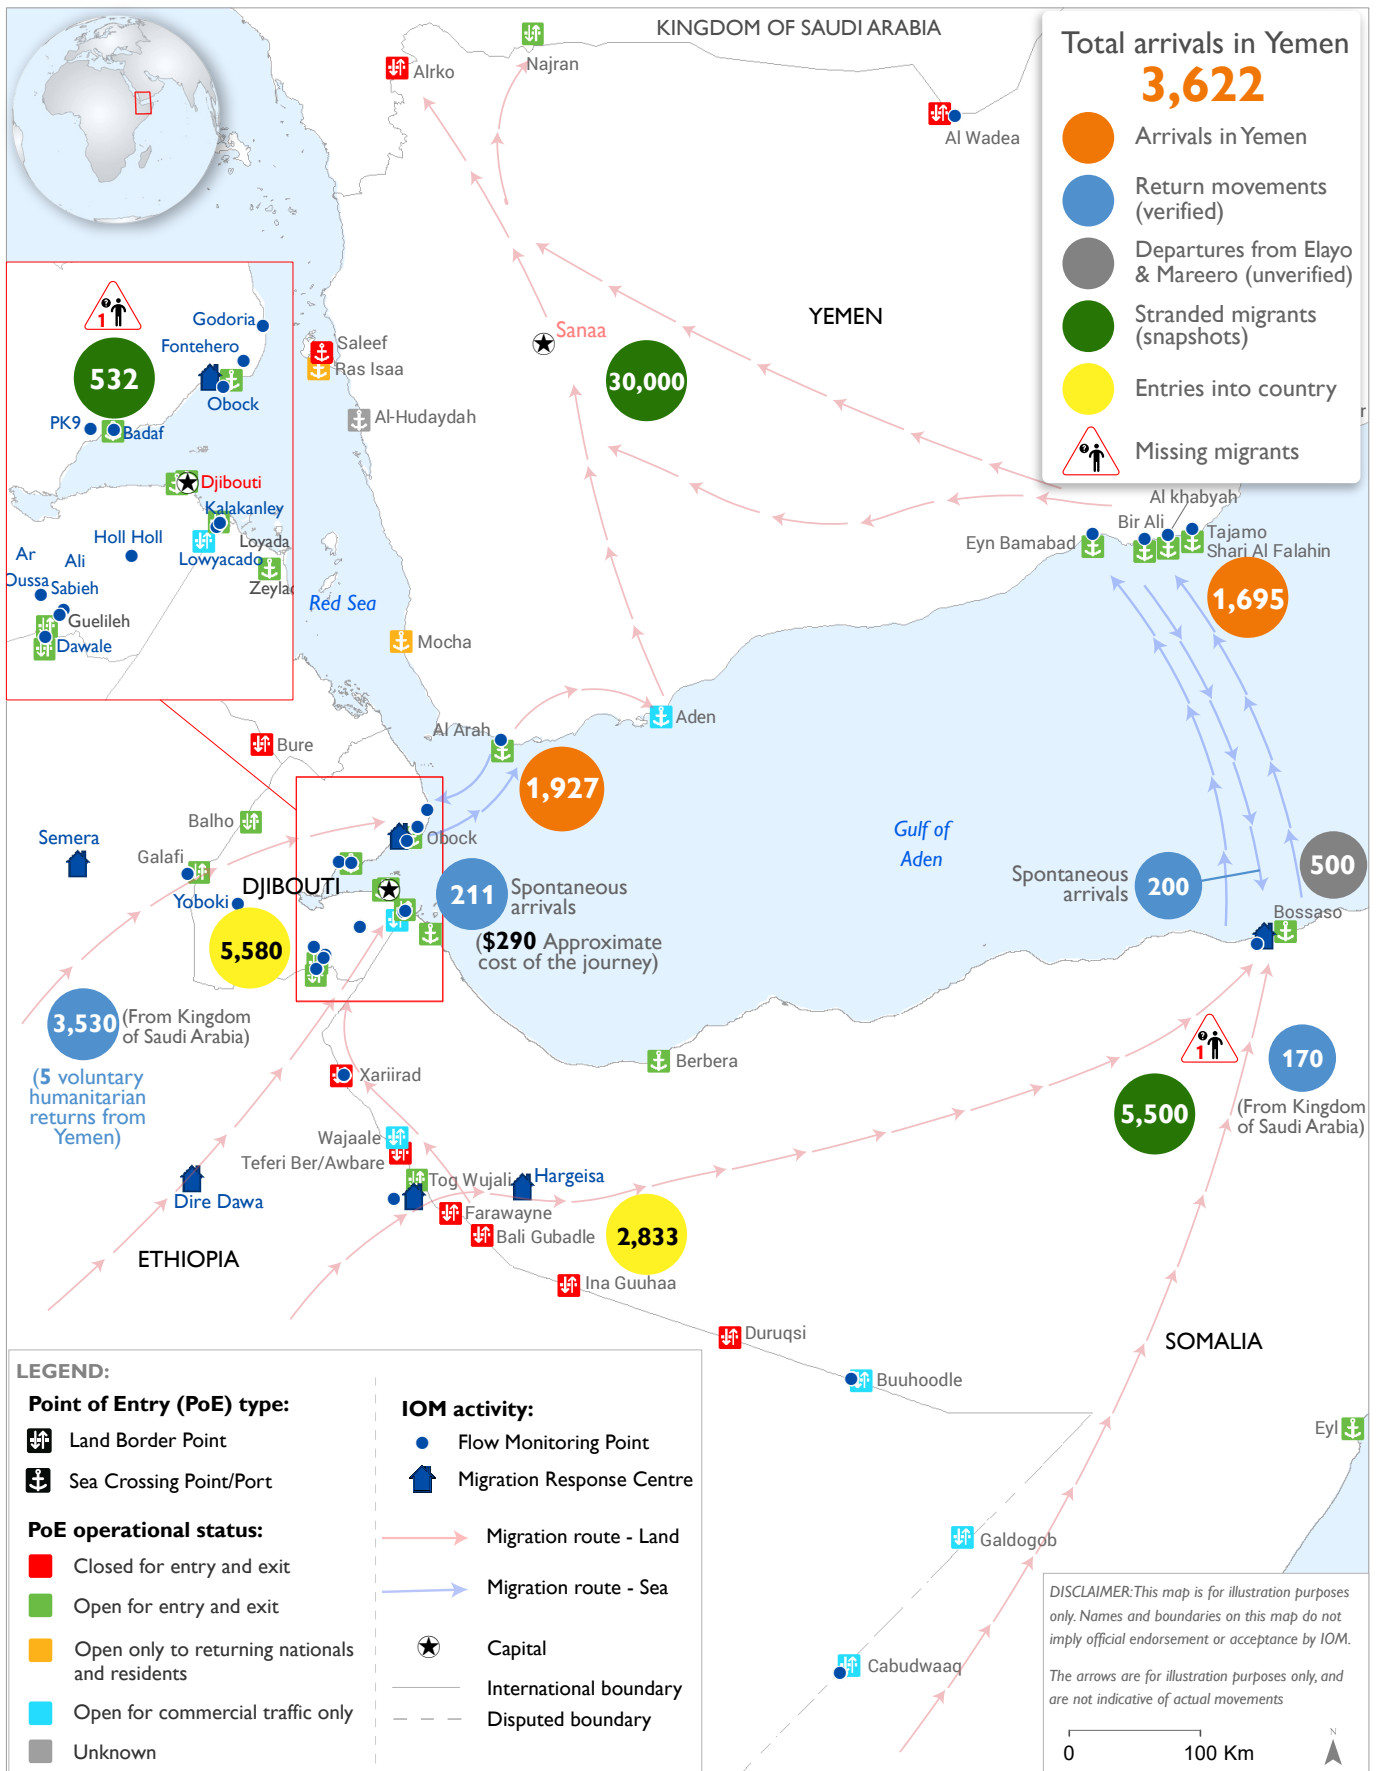 KINGDOM OF SAUDI ARABIA
Total arrivals in Yemen
3,622
Arrivals in Yemen
Return movements
(verified)
Departures from Elayo
& Mareero (unverified)
Stranded migrants
(snapshots)
Entries into country
Missing migrants
Najran
Alrko
Al Wadea
YEMEN
Sanaa
30,000
Saleef
Ras Isaa
Al-Hudaydah
r
1
532
Godoria
Fontehero
Obock
PK9
Badaf
Djibouti
Kalakanley
Holl Holl
Loyada
Lowyacado
Ar
Ali
Oussa
Sabieh
Zeylac
Guelileh
Dawale
Red Sea
Mocha
Al khabyah
Bir Ali
Tajamo
Eyn Bamabad
Shari Al Falahin
1,695
Aden
Al Arah
1,927
Bure
Balho
Obock
Semera
Galafi
DJIBOUTI
Yoboki
5,580
211
Spontaneous
arrivals
($290 Approximate
cost of the journey)
Gulf of
Aden
Spontaneous
arrivals
200
500
Bossaso
3,530
(From Kingdom
of Saudi Arabia)
(5 voluntary
humanitarian
returns from
Yemen)
Berbera
Xariirad
1
170
(From Kingdom
of Saudi Arabia)
5,500
Wajaale
Teferi Ber/Awbare
Tog Wujali
Hargeisa
Dire Dawa
Farawayne
Bali Gubadle
2,833
ETHIOPIA
Ina Guuhaa
Duruqsi
SOMALIA
Buuhoodle
Eyl
Galdogob
Cabudwaaq
LEGEND:
Point of Entry (PoE) type:
Land Border Point
Sea Crossing Point/Port
PoE operational status:
Closed for entry and exit
Open for entry and exit
Open only to returning nationals
and residents
Open for commercial traffic only
Unknown
IOM activity:
Flow Monitoring Point
Migration Response Centre
Migration route - Land
Migration route - Sea
Capital
International boundary
Disputed boundary
DISCLAIMER: This map is for illustration purposes
only. Names and boundaries on this map do not
imply official endorsement or acceptance by IOM.
The arrows are for illustration purposes only, and
are not indicative of actual movements
0
100 Km
N